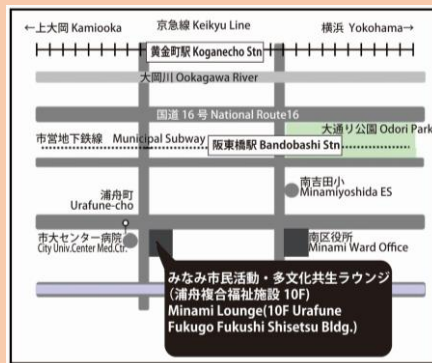 ←上大岡 Kamiooka
京急線 Keikyu Line
横浜 Yokohama→
黄金町駅 Koganecho Stn
大岡川 Ookagawa River
国道 16 号 National Route16
大通り公園 Odori Park
市営地下鉄線 Municipal Subway
阪東橋駅 Bandobashi Stn
南吉田小
Minamiyoshida ES
浦舟町
Urafune-cho
市大センター病院
City Univ.Center Med.Ctr.
南区役所
Minami Ward Office
みなみ市民活動・多文化共生ラウンジ
(浦舟複合福祉施設 10F)
Minami Lounge(10F Urafune
Fukugo Fukushi Shisetsu Bldg.)